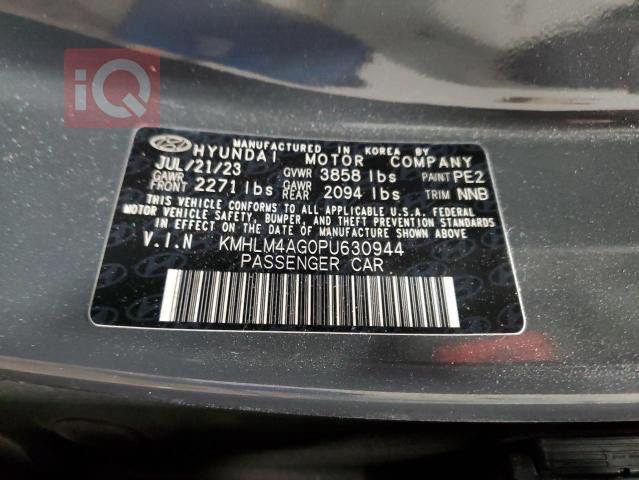 iQ
MANUFACTURED IN KOREA BY
HYUNDAI MOTOR COMPANY
JUL/21/23 GVWR 3858 lbs PAINT PE2
GAWR FRONT 2271 lbs GAWR REAR 2094 lbs TRIM NNB
THIS VEHICLE CONFORMS TO ALL APPLICABLE U.S.A. FEDERAL
MOTOR VEHICLE SAFETY, BUMPER, AND THEFT PREVENTION STANDARDS
IN EFFECT ON THE DATE OF MANUFACTURE SHOWN ABOVE.
V.I.N KMHLM4AG0PU630944
PASSENGER CAR